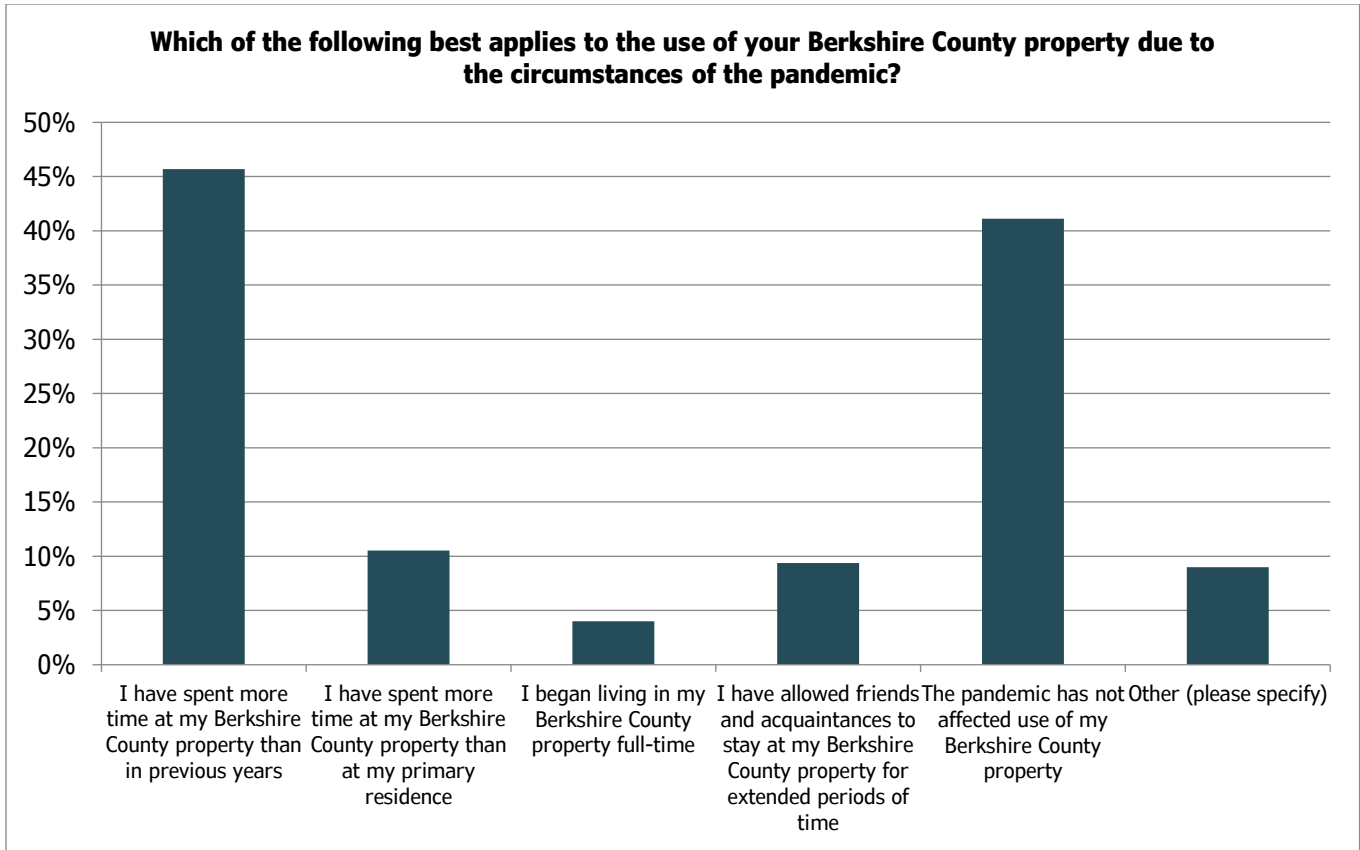 Which of the following best applies to the use of your Berkshire County property due to
the circumstances of the pandemic?
50%
45%
40%
35%
30%
25%
20%
15%
10%
5%
0%
I have spent more
time at my Berkshire
County property than
in previous years
I have spent more
time at my Berkshire
County property than
at my primary
residence
I began living in my
Berkshire County
property full-time
I have allowed friends
and acquaintances to
stay at my Berkshire
County property for
extended periods of
time
The pandemic has not
affected use of my
Berkshire County
property
Other (please specify)